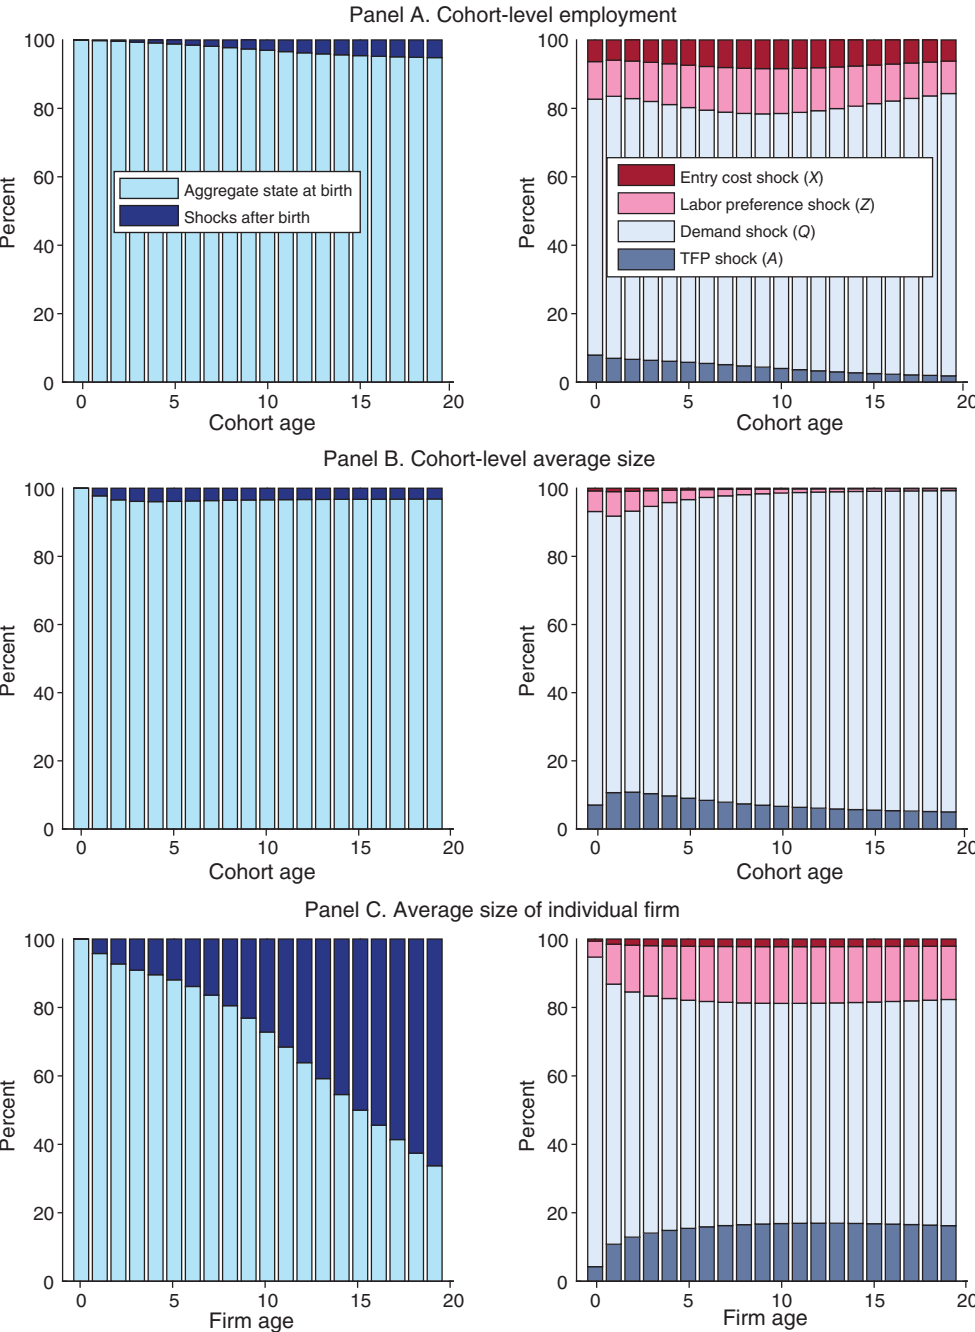 Panel A. Cohort-level employment
Percent
100
80
60
40
20
0
Aggregate state at birth
Shocks after birth
0 5 10 15 20
Cohort age
Percent
100
80
60
40
20
0
Entry cost shock (X)
Labor preference shock (Z)
Demand shock (Q)
TFP shock (A)
0 5 10 15 20
Cohort age
Panel B. Cohort-level average size
Percent
100
80
60
40
20
0
0 5 10 15 20
Cohort age
Percent
100
80
60
40
20
0
0 5 10 15 20
Cohort age
Panel C. Average size of individual firm
Percent
100
80
60
40
20
0
0 5 10 15 20
Firm age
Percent
100
80
60
40
20
0
0 5 10 15 20
Firm age